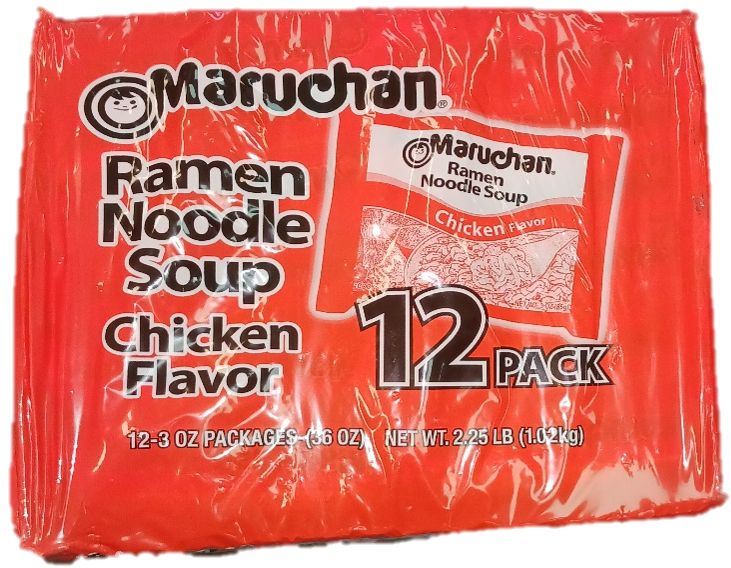 Maruchan®
Ramen
Noodle
Soup
Chicken
Flavor
Maruchan®
Ramen
Noodle Soup
Chicken Flavor
12 PACK
12-3 OZ PACKAGES (36 OZ) NET WT. 2.25 LB (1.02kg)